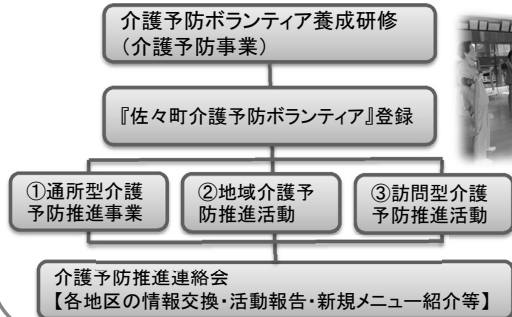 介護予防ボランティア養成研修
（介護予防事業）
『佐々町介護予防ボランティア』登録
①通所型介護
予防推進事業
②地域介護予
防推進活動
③訪問型介護
予防推進活動
介護予防推進連絡会
【各地区の情報交換・活動報告・新規メニュー紹介等】